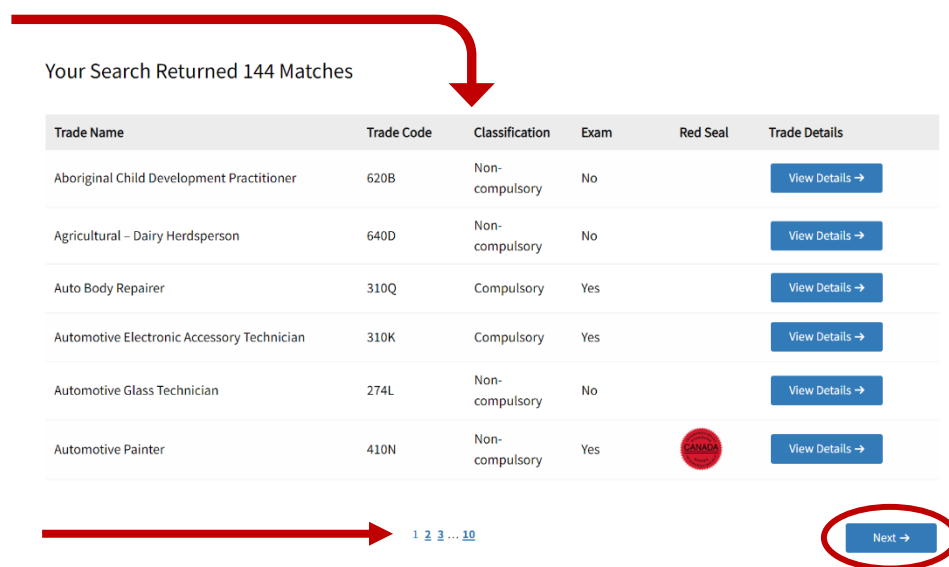 Your Search Returned 144 Matches
Trade Name Trade Code Classification Exam Red Seal Trade Details
Aboriginal Child Development Practitioner 620B Non-compulsory No View Details →
Agricultural – Dairy Herdsperson 640D Non-compulsory No View Details →
Auto Body Repairer 310Q Compulsory Yes View Details →
Automotive Electronic Accessory Technician 310K Compulsory Yes View Details →
Automotive Glass Technician 274L Non-compulsory No View Details →
Automotive Painter 410N Non-compulsory Yes CANADA View Details →
1 2 3 ... 10 Next →